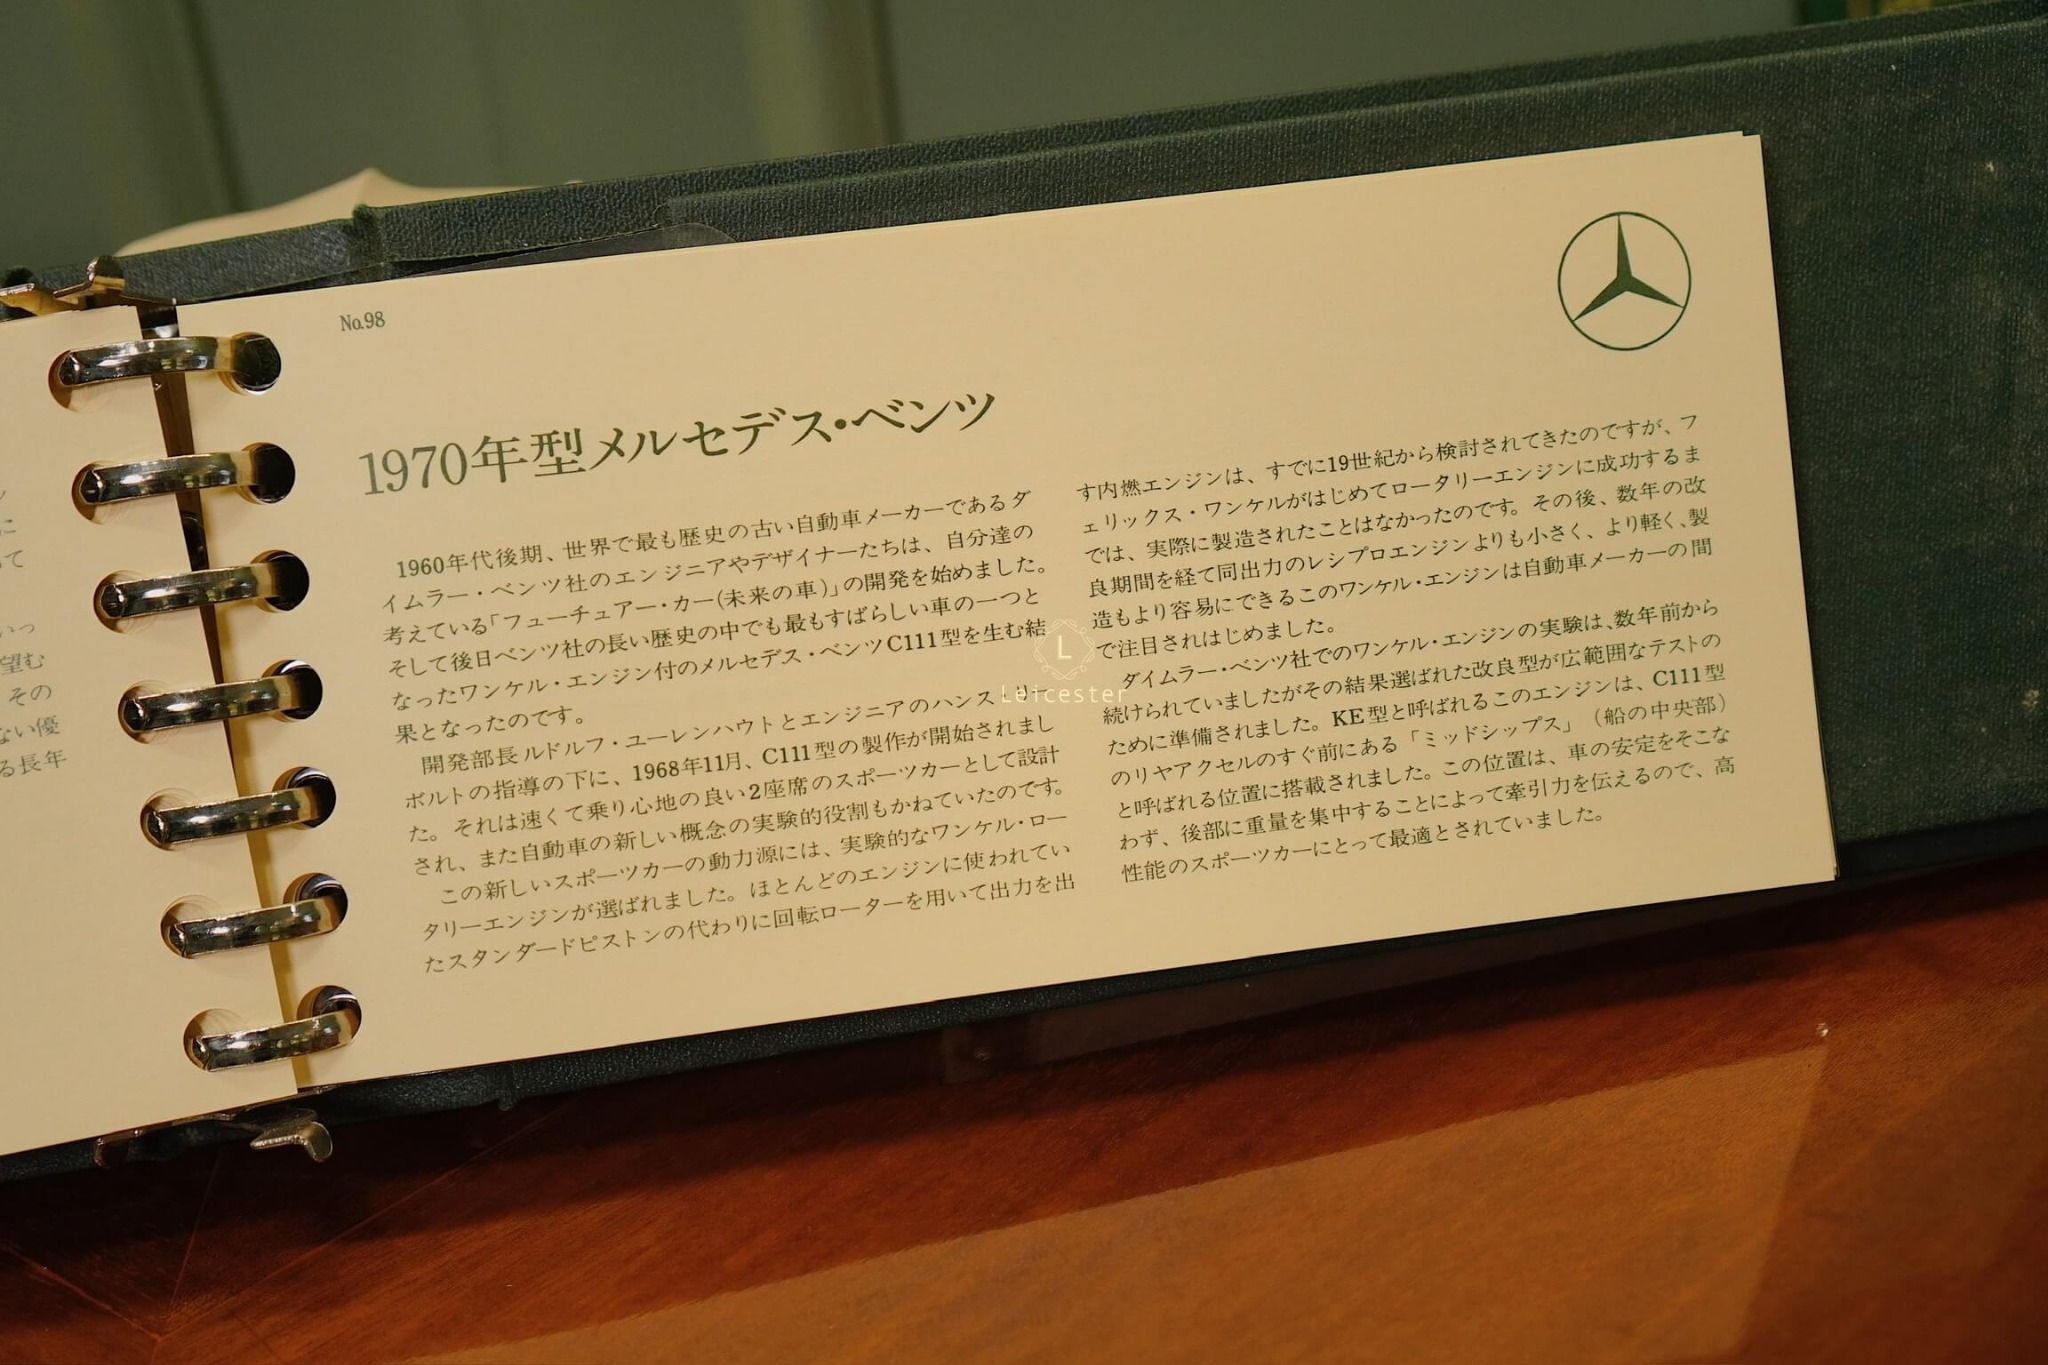 No.98
1970年型メルセデス・ベンツ
1960年代後期、世界で最も歴史の古い自動車メーカーであるダ
イムラー・ベンツ社のエンジニアやデザイナーたちは、自分達の
考えている「フューチュアー・カー(未来の車)」の開発を始めました。
そして後日ベンツ社の長い歴史の中でも最もすばらしい車の一つと
なったワンケル・エンジン付のメルセデス・ベンツC111型を生む結
果となったのです。
開発部長ルドルフ・ユーレンハウトとエンジニアのハンス
ボルトの指導の下に、1968年11月、C111型の製作が開始されまし
た。それは速くて乗り心地の良い2座席のスポーツカーとして設計
され、また自動車の新しい概念の実験的役割もかねていたのです。
この新しいスポーツカーの動力源には、実験的なワンケル・ロー
タリーエンジンが選ばれました。ほとんどのエンジンに使われてい
たスタンダードピストンの代わりに回転ローターを用いて出力を出
す内燃エンジンは、すでに19世紀から検討されてきたのですが、フ
ェリックス・ワンケルがはじめてロータリーエンジンに成功するま
では、実際に製造されたことはなかったのです。その後、数年の改
良期間を経て同出力のレシプロエンジンよりも小さく、より軽く、製
造もより容易にできるこのワンケル・エンジンは自動車メーカーの間
で注目されはじめました。
ダイムラー・ベンツ社でのワンケル・エンジンの実験は、数年前から
続けられていましたがその結果選ばれた改良型が広範囲なテストの
ために準備されました。KE型と呼ばれるこのエンジンは、C111型
のリヤアクセルのすぐ前にある「ミッドシップス」（船の中央部）
と呼ばれる位置に搭載されました。この位置は、車の安定をそこな
わず、後部に重量を集中することによって牽引力を伝えるので、高
性能のスポーツカーにとって最適とされていました。
L
Leicester
いっ
望む
その
ない優
る長年